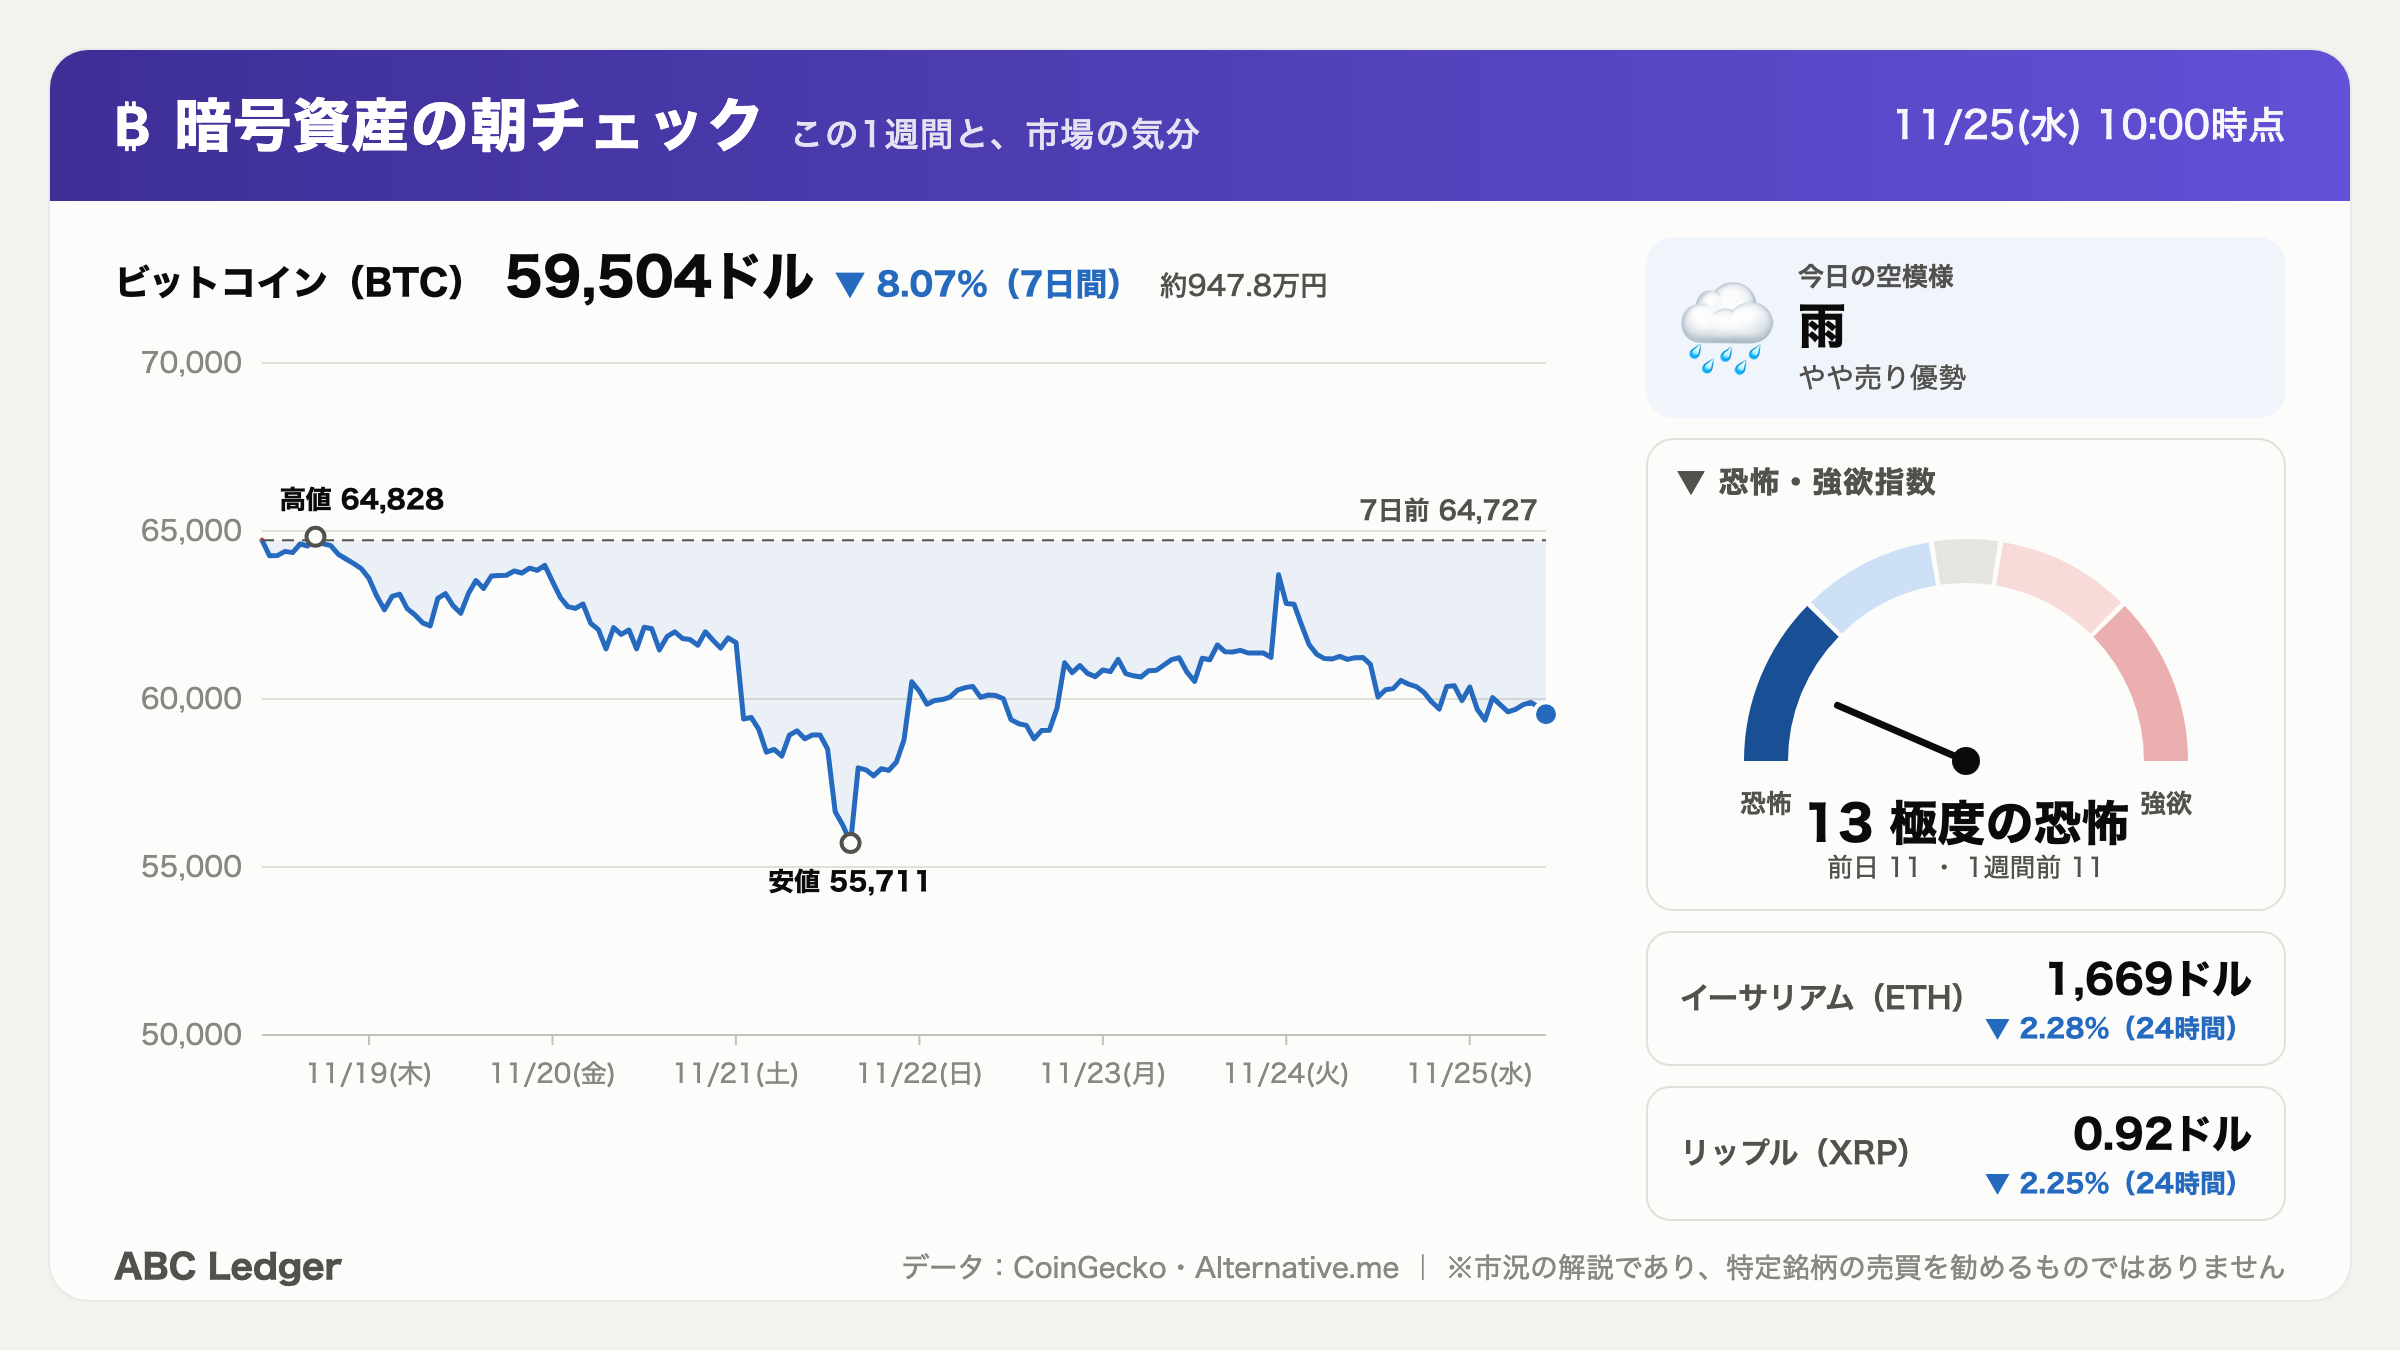 ₿ 暗号資産の朝チェック この1週間と、市場の気分
11/25(水) 10:00時点
ビットコイン（BTC） 59,504ドル ▼ 8.07%（7日間） 約947.8万円
70,000
65,000
60,000
55,000
50,000
高値 64,828
7日前 64,727
安値 55,711
11/19(木) 11/20(金) 11/21(土) 11/22(日) 11/23(月) 11/24(火) 11/25(水)
今日の空模様
雨
やや売り優勢
▼ 恐怖・強欲指数
恐怖 13 極度の恐怖 強欲
前日 11 ・ 1週間前 11
イーサリアム（ETH） 1,669ドル
▼ 2.28%（24時間）
リップル（XRP） 0.92ドル
▼ 2.25%（24時間）
ABC Ledger
データ：CoinGecko・Alternative.me ｜ ※市況の解説であり、特定銘柄の売買を勧めるものではありません